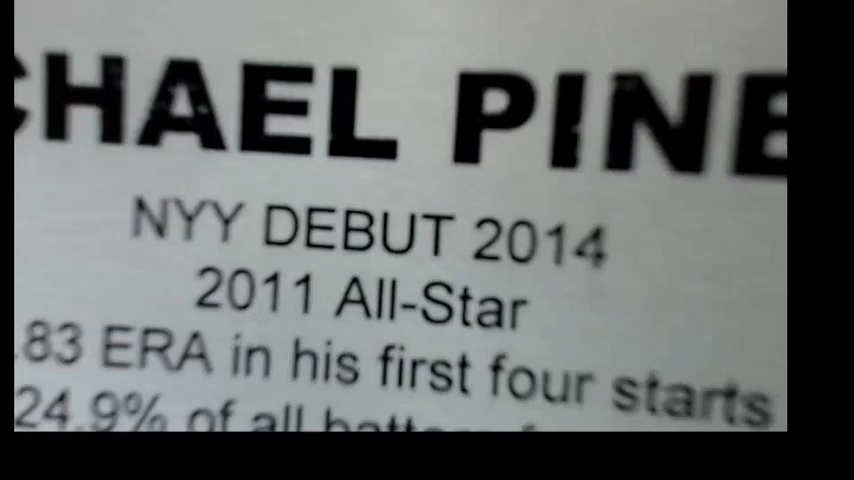 CHAEL PINE
NYY DEBUT 2014
2011 All-Star
.83 ERA in his first four starts
24.9% of all